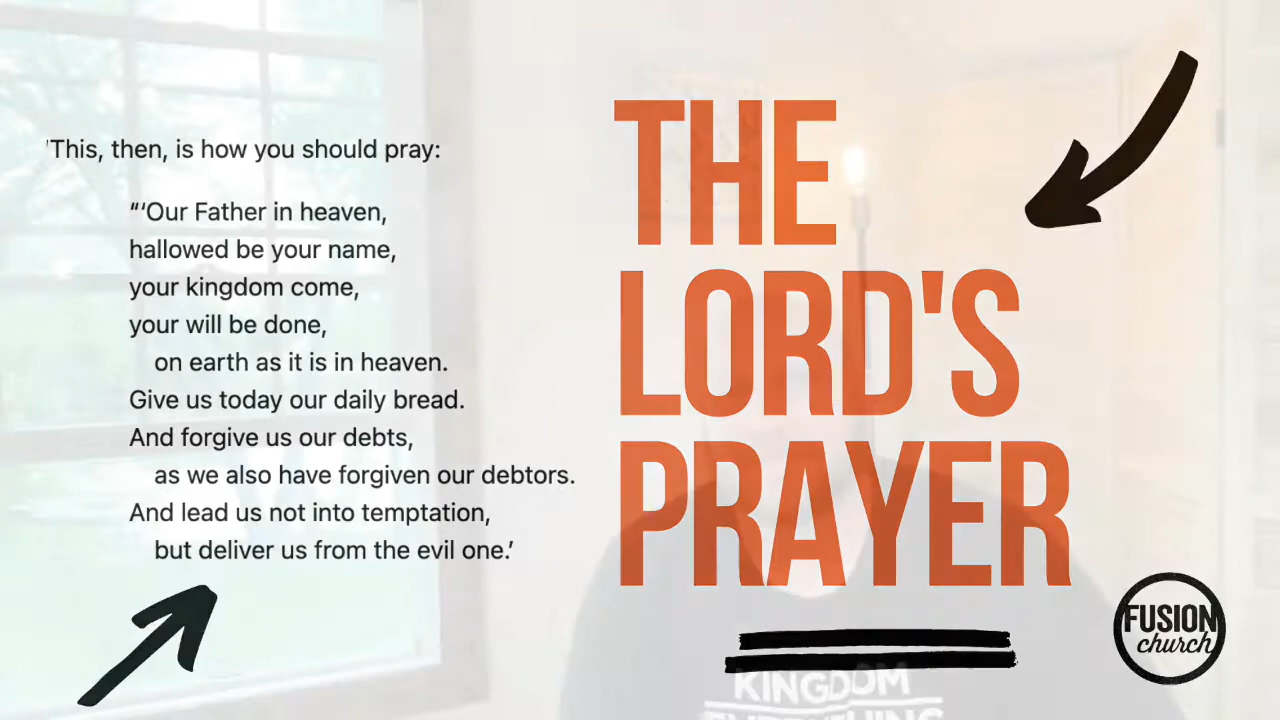 'This, then, is how you should pray:
“‘Our Father in heaven,
hallowed be your name,
your kingdom come,
your will be done,
on earth as it is in heaven.
Give us today our daily bread.
And forgive us our debts,
as we also have forgiven our debtors.
And lead us not into temptation,
but deliver us from the evil one.’
THE
LORD'S
PRAYER
FUSION
church
KINGDOM
EVERYTHING